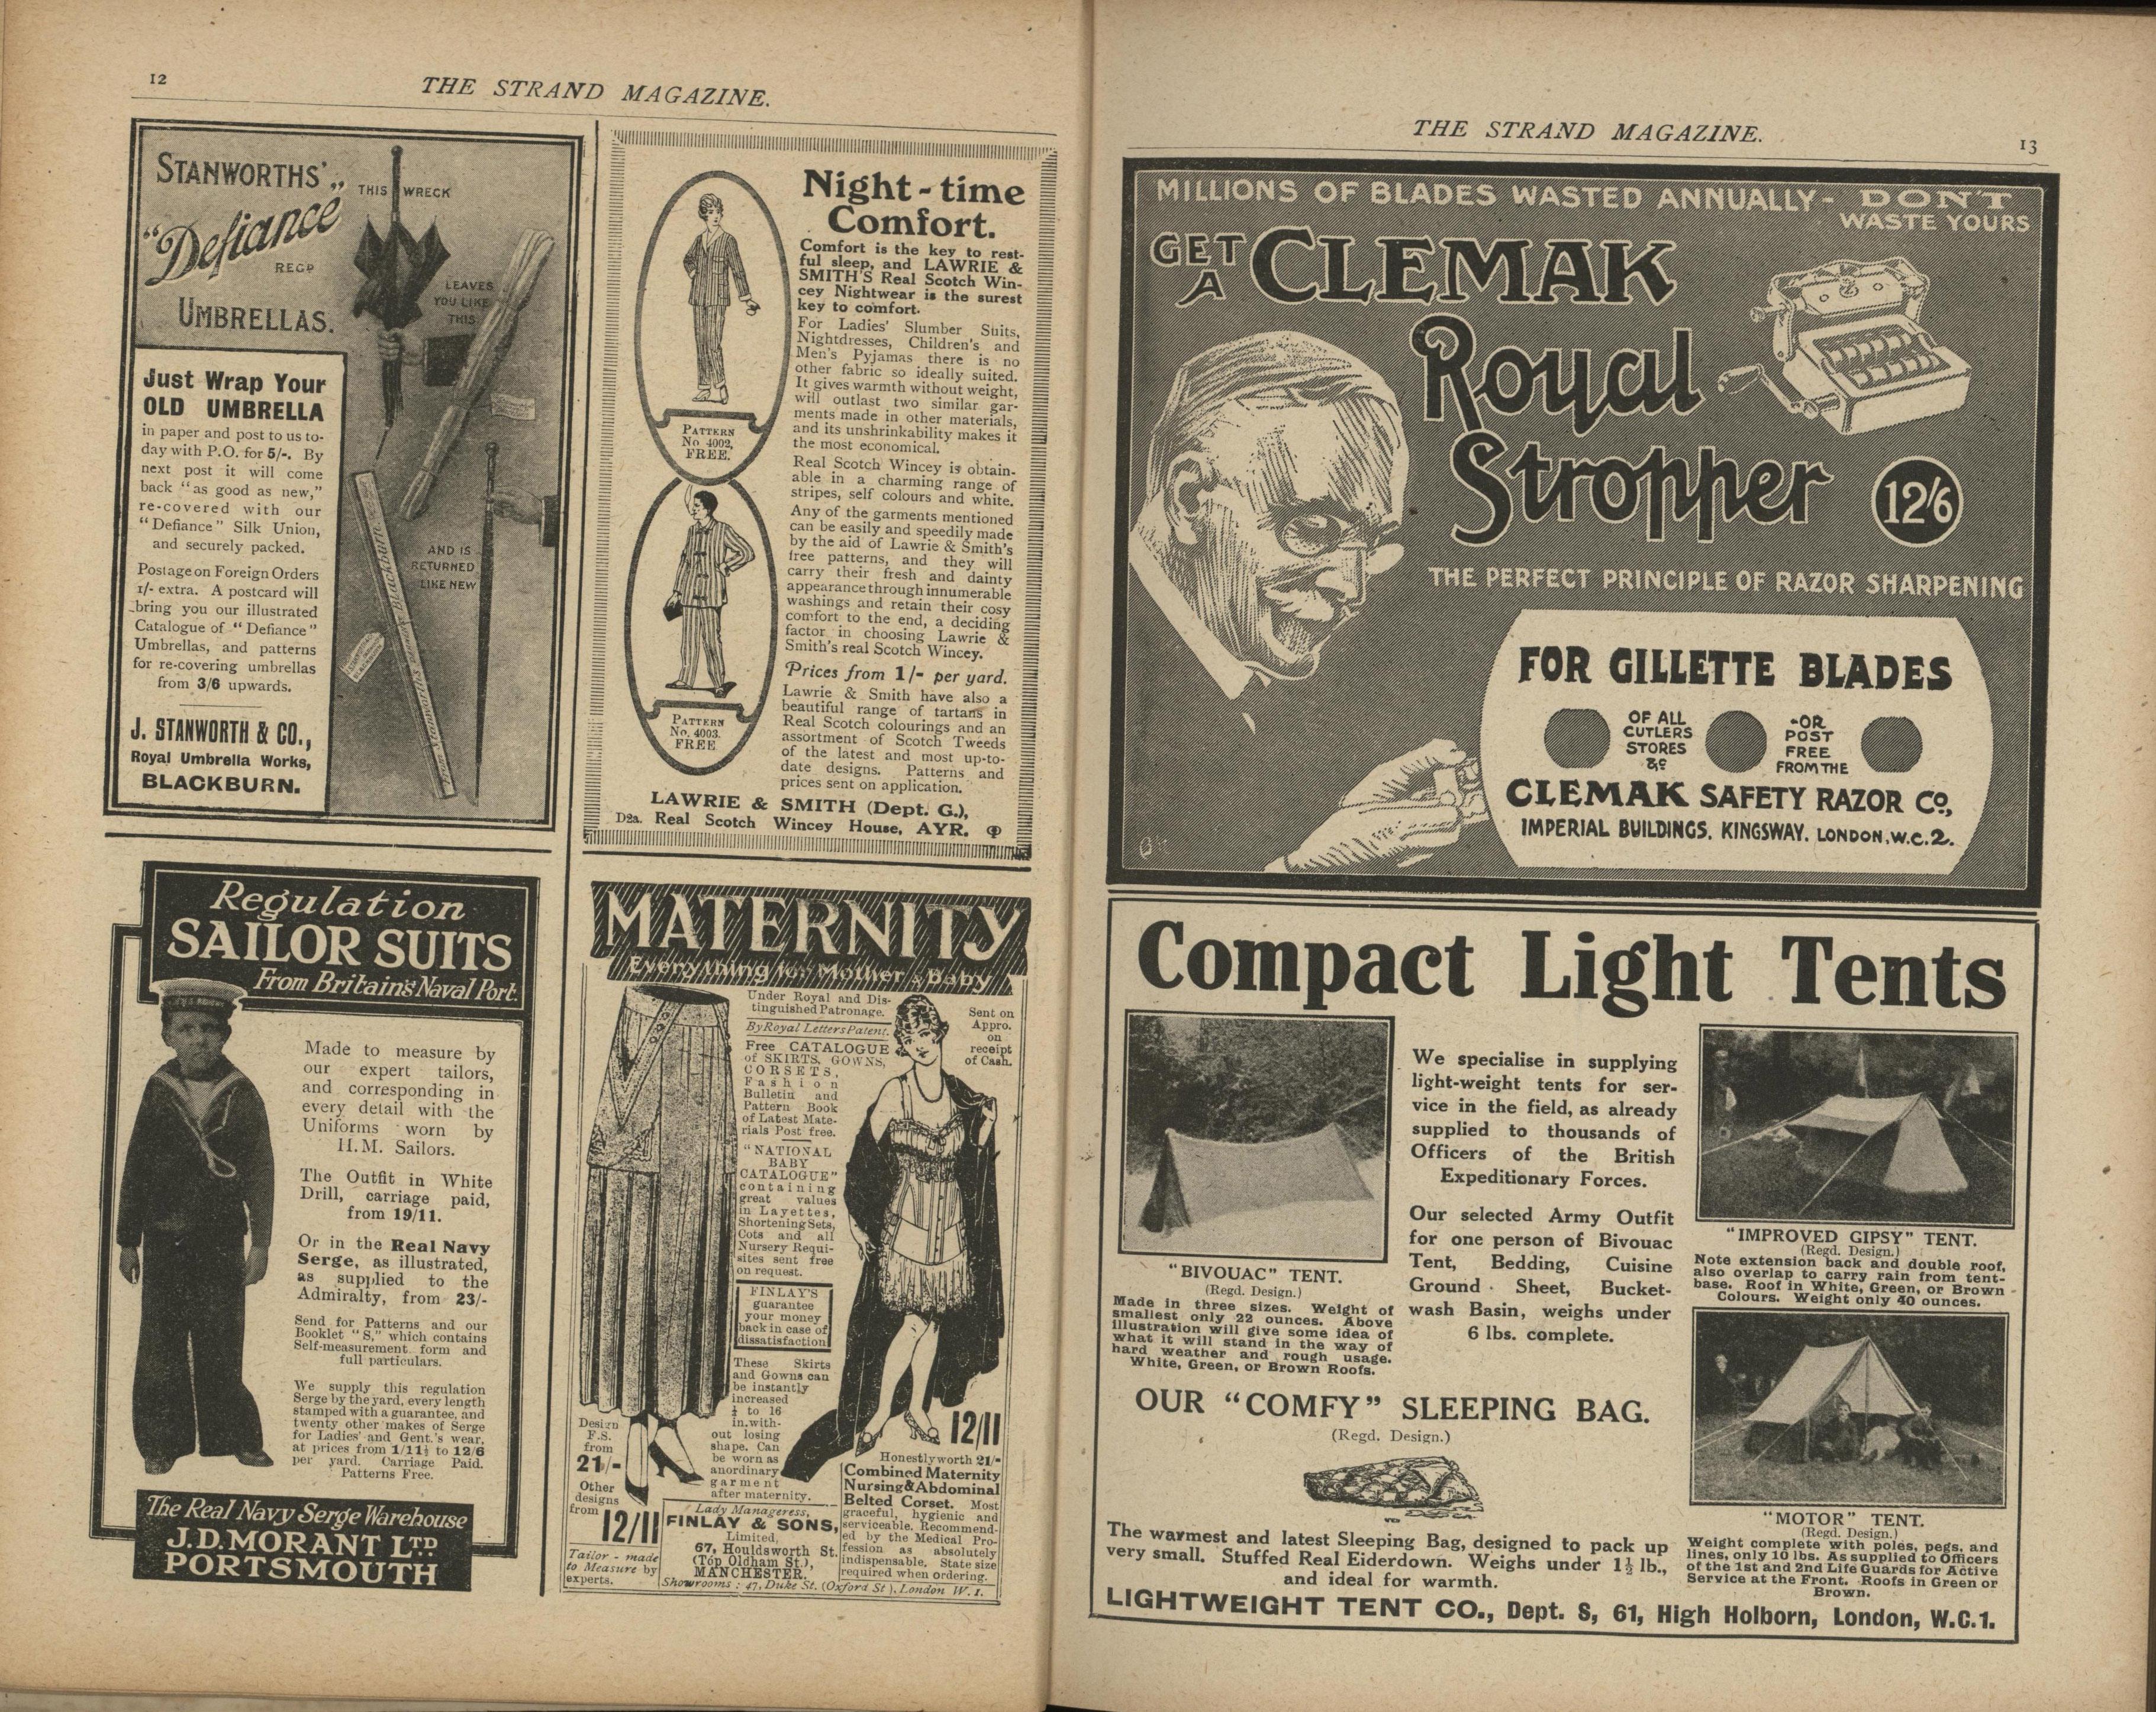 12
THE STRAND MAGAZINE.
STANWORTHS'
"Defiance
REGD
UMBRELLAS.
THIS WRECK
LEAVES
YOU LIKE
THIS
AND IS
RETURNED
LIKE NEW
From Stanworths Umbrella Blackburn
Just Wrap Your
OLD UMBRELLA
in paper and post to us to-
day with P.O. for 5/-. By
next post it will come
back "as good as new,"
re-covered with our
"Defiance" Silk Union,
and securely packed.
Postage on Foreign Orders
1/- extra. A postcard will
bring you our illustrated
Catalogue of "Defiance"
Umbrellas, and patterns
for re-covering umbrellas
from 3/6 upwards.
J. STANWORTH & CO.,
Royal Umbrella Works,
BLACKBURN.
Night-time
Comfort.
Comfort is the key to rest-
ful sleep, and LAWRIE &
SMITH'S Real Scotch Win-
cey Nightwear is the surest
key to comfort.
For Ladies' Slumber Suits,
Nightdresses, Children's and
Men's Pyjamas there is no
other fabric so ideally suited.
It gives warmth without weight,
will outlast two similar gar-
ments made in other materials,
and its unshrinkability makes it
the most economical.
Real Scotch Wincey is obtain-
able in a charming range of
stripes, self colours and white.
Any of the garments mentioned
can be easily and speedily made
by the aid of Lawrie & Smith's
free patterns, and they will
carry their fresh and dainty
appearance through innumerable
washings and retain their cosy
comfort to the end, a deciding
factor in choosing Lawrie &
Smith's real Scotch Wincey.
Prices from 1/- per yard.
Lawrie & Smith have also a
beautiful range of tartans in
Real Scotch colourings and an
assortment of Scotch Tweeds
of the latest and most up-to-
date designs. Patterns and
prices sent on application.
PATTERN
No 4002,
FREE.
PATTERN
No. 4003.
FREE
LAWRIE & SMITH (Dept. G.),
D2a. Real Scotch Wincey House, AYR.
Regulation
SAILOR SUITS
From Britain's Naval Port.
Made to measure by
our expert tailors,
and corresponding in
every detail with the
Uniforms worn by
H.M. Sailors.
The Outfit in White
Drill, carriage paid,
from 19/11.
Or in the Real Navy
Serge, as illustrated,
as supplied to the
Admiralty, from 23/-
Send for Patterns and our
Booklet "S," which contains
Self-measurement form and
full particulars.
We supply this regulation
Serge by the yard, every length
stamped with a guarantee, and
twenty other makes of Serge
for Ladies' and Gent.'s wear,
at prices from 1/11½ to 12/6
per yard. Carriage Paid.
Patterns Free.
The Real Navy Serge Warehouse
J.D. MORANT LTD
PORTSMOUTH
MATERNITY
Everything for Mother & Baby
Under Royal and Dis-
tinguished Patronage.
By Royal Letters Patent.
Free CATALOGUE
of SKIRTS, GOWNS,
CORSETS,
Fashion
Bulletin and
Pattern Book
of Latest Mate-
rials Post free.
"NATIONAL
BABY
CATALOGUE"
containing
great values
in Layettes,
Shortening Sets,
Cots and all
Nursery Requi-
sites sent free
on request.
FINLAY'S
guarantee
your money
back in case of
dissatisfaction
These Skirts
and Gowns can
be instantly
increased
½ to 16
in. with-
out losing
shape. Can
be worn as
an ordinary
garment
after maternity.
Sent on
Appro.
on
receipt
of Cash.
Design
F.S.
from
21/-
Other
designs
from
12/11
Tailor-made
to Measure by
experts.
Lady Manageress,
FINLAY & SONS,
Limited,
67, Houldsworth St.
(Top Oldham St.),
MANCHESTER.
Showrooms: 47, Duke St. (Oxford St), London W. 1.
12/11
Honestly worth 21/-
Combined Maternity
Nursing & Abdominal
Belted Corset. Most
graceful, hygienic and
serviceable. Recommend-
ed by the Medical Pro-
fession as absolutely
indispensable. State size
required when ordering.
THE STRAND MAGAZINE.
13
MILLIONS OF BLADES WASTED ANNUALLY- DON'T
WASTE YOURS
GET
A CLEMAK
Royal
Stropper 12/6
THE PERFECT PRINCIPLE OF RAZOR SHARPENING
FOR GILLETTE BLADES
OF ALL
CUTLERS
STORES
&c
-OR
POST
FREE
FROM THE
CLEMAK SAFETY RAZOR Co,
IMPERIAL BUILDINGS, KINGSWAY, LONDON, W.C.2.
Compact Light Tents
We specialise in supplying
light-weight tents for ser-
vice in the field, as already
supplied to thousands of
Officers of the British
Expeditionary Forces.
Our selected Army Outfit
for one person of Bivouac
Tent, Bedding, Cuisine
Ground Sheet, Bucket-
wash Basin, weighs under
6 lbs. complete.
"BIVOUAC" TENT.
(Regd. Design.)
Made in three sizes. Weight of
smallest only 22 ounces. Above
illustration will give some idea of
what it will stand in the way of
hard weather and rough usage.
White, Green, or Brown Roofs.
"IMPROVED GIPSY" TENT.
(Regd. Design.)
Note extension back and double roof,
also overlap to carry rain from tent-
base. Roof in White, Green, or Brown
Colours. Weight only 40 ounces.
OUR "COMFY" SLEEPING BAG.
(Regd. Design.)
The warmest and latest Sleeping Bag, designed to pack up
very small. Stuffed Real Eiderdown. Weighs under 1½ lb.,
and ideal for warmth.
"MOTOR" TENT.
(Regd. Design.)
Weight complete with poles, pegs, and
lines, only 10 lbs. As supplied to Officers
of the 1st and 2nd Life Guards for Active
Service at the Front. Roofs in Green or
Brown.
LIGHTWEIGHT TENT CO., Dept. S, 61, High Holborn, London, W.C.1.